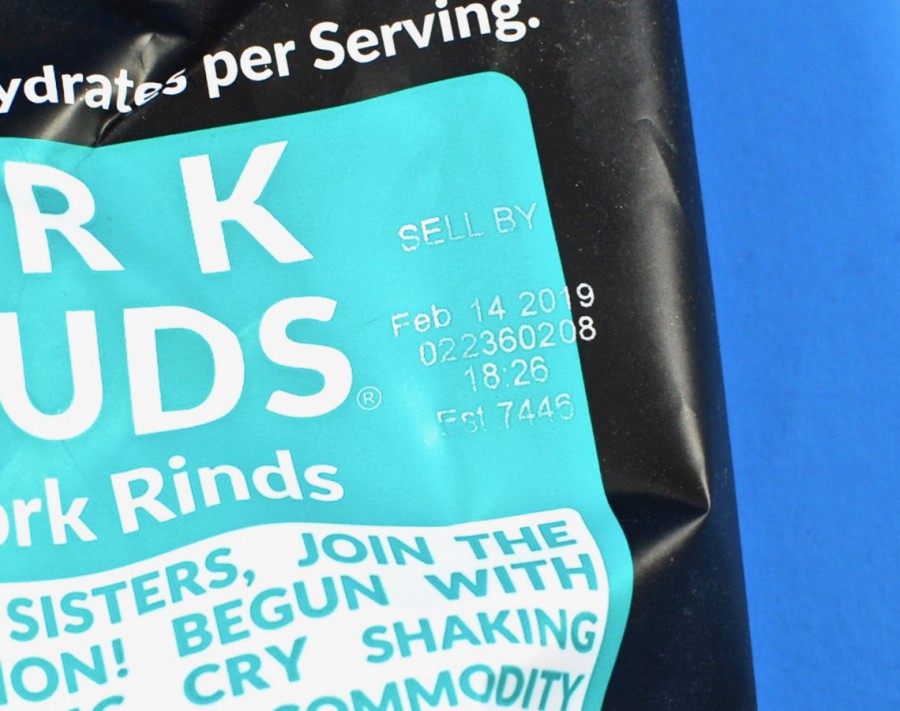 ydrates per Serving.
R K
UDS®
ork Rinds
SELL BY
Feb 14 2019
022360208
18:26
Est 7446
SISTERS, JOIN THE
ION! BEGUN WITH
CRY SHAKING
COMMODITY